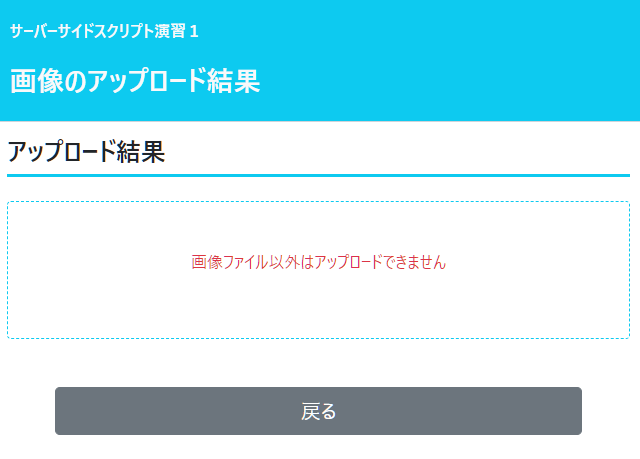 サーバーサイドスクリプト演習１
画像のアップロード結果
アップロード結果
画像ファイル以外はアップロードできません
戻る